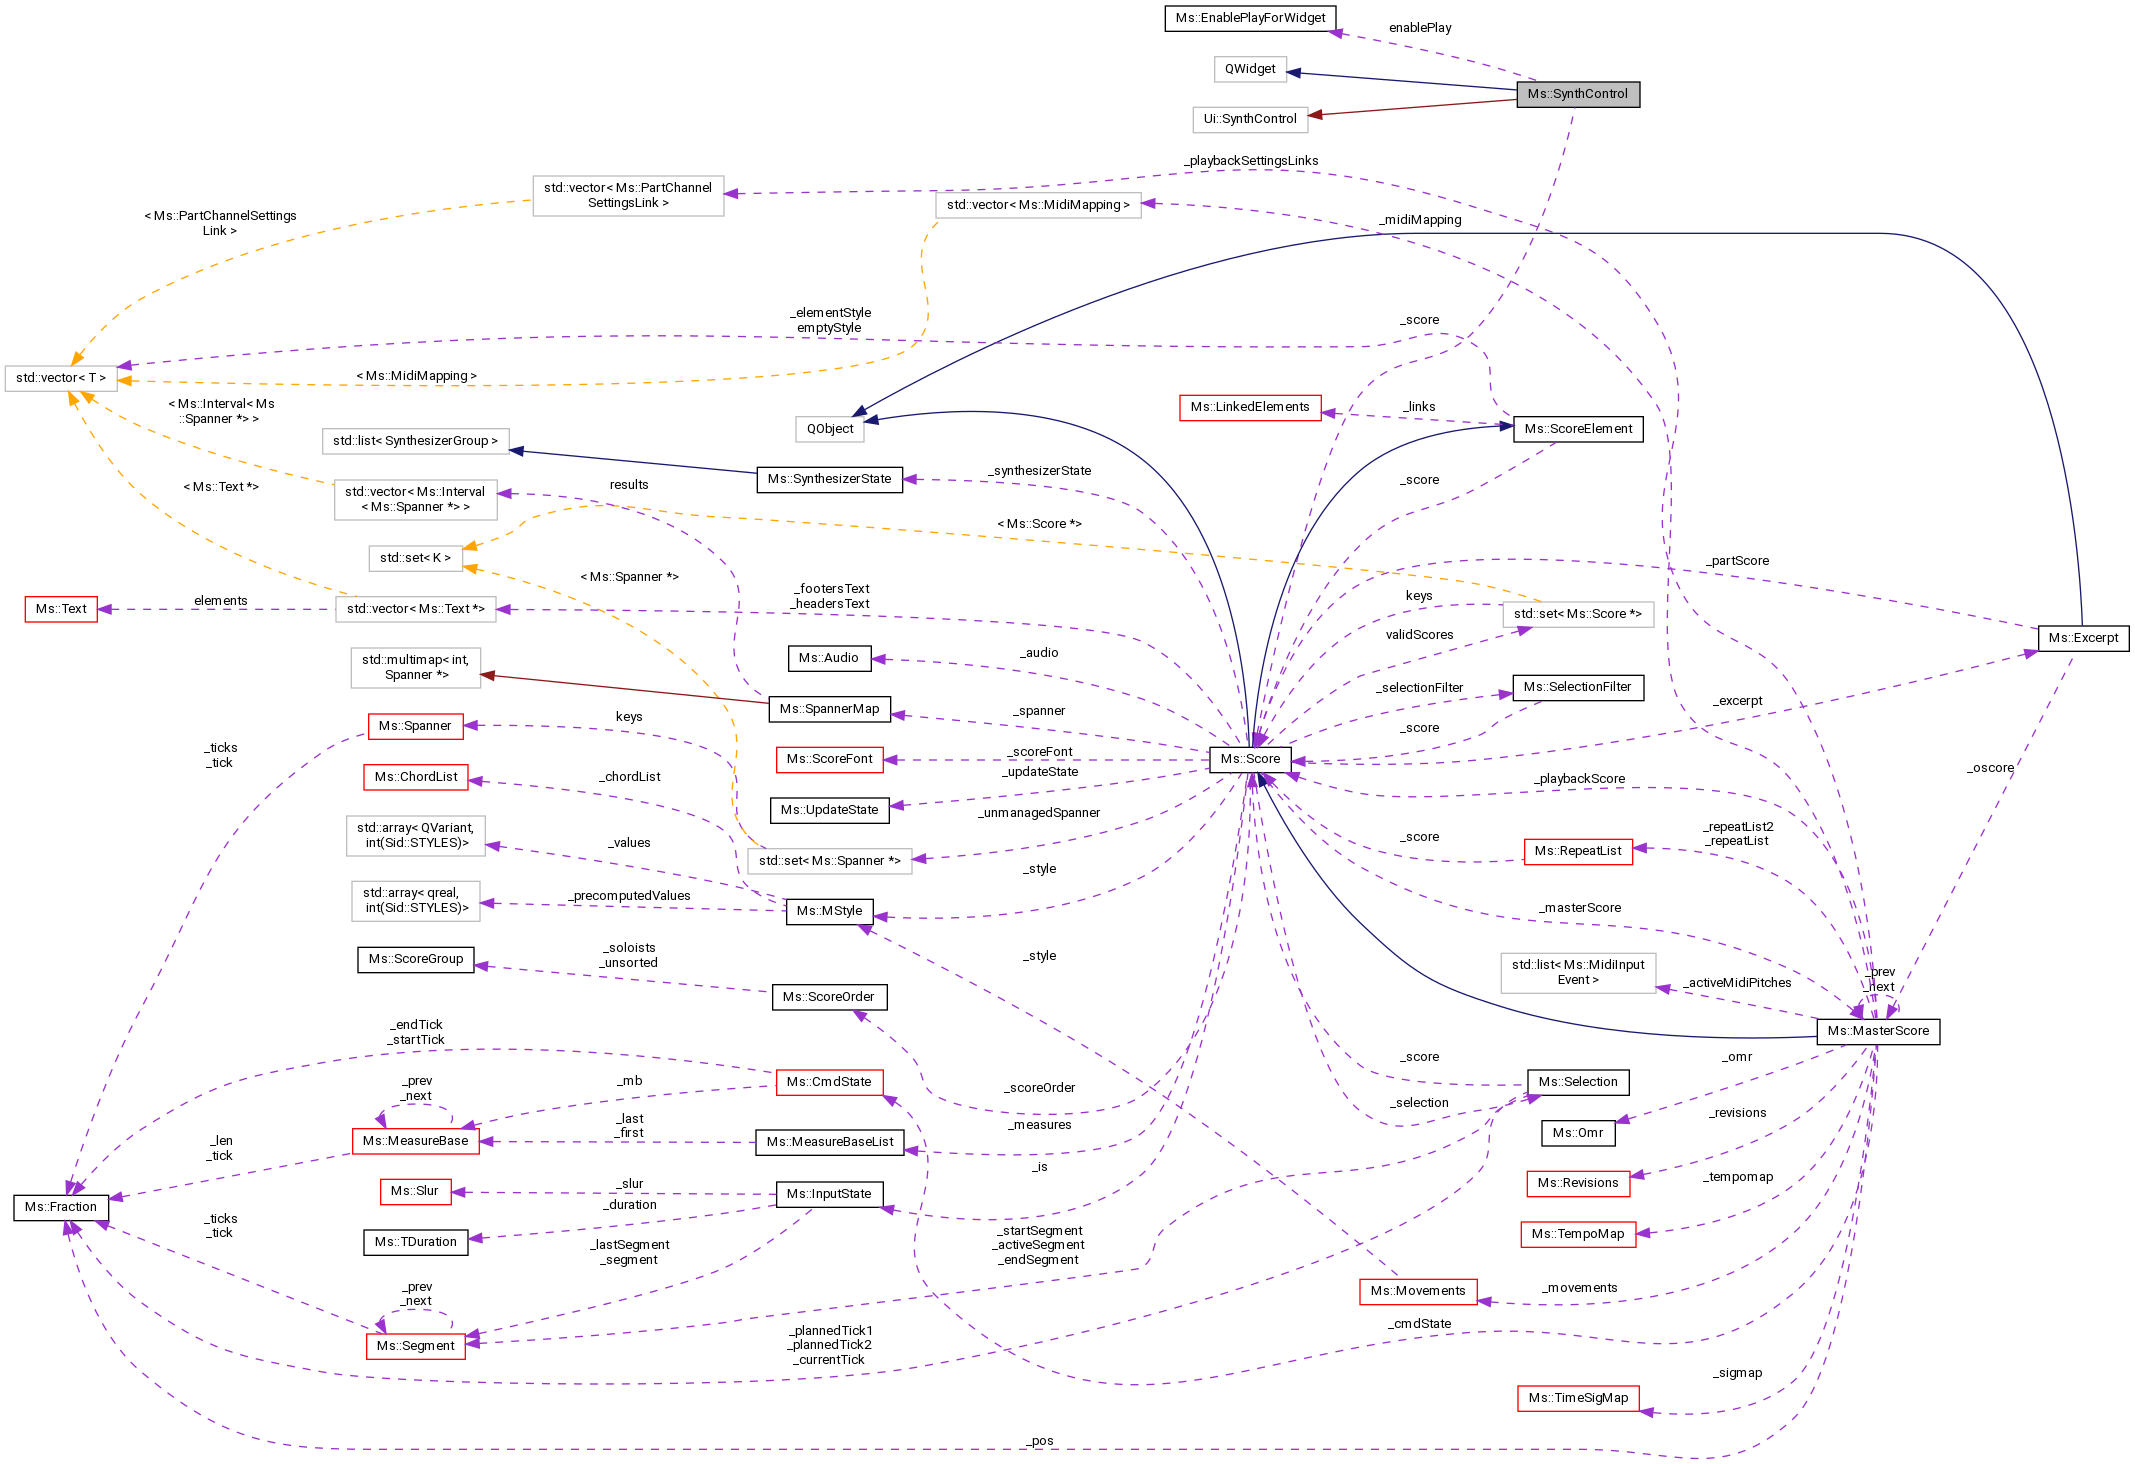 Ms::EnablePlayForWidget
enablePlay
QWidget
Ms::SynthControl
Ui::SynthControl
_playbackSettingsLinks
std::vector< Ms::PartChannel
SettingsLink >
std::vector< Ms::MidiMapping >
< Ms::PartChannelSettings
Link >
_midiMapping
_elementStyle
emptyStyle
_score
std::vector< T >
< Ms::MidiMapping >
< Ms::Interval< Ms
::Spanner *> >
Ms::LinkedElements
_links
QObject
Ms::ScoreElement
std::list< SynthesizerGroup >
Ms::SynthesizerState
_synthesizerState
_score
< Ms::Text *>
std::vector< Ms::Interval
< Ms::Spanner *> >
results
< Ms::Score *>
std::set< K >
< Ms::Spanner *>
_partScore
_footersText
_headersText
keys
Ms::Text
elements
std::vector< Ms::Text *>
std::set< Ms::Score *>
validScores
Ms::Excerpt
std::multimap< int,
Spanner *>
Ms::Audio
_audio
_selectionFilter
Ms::SelectionFilter
Ms::SpannerMap
_spanner
_excerpt
Ms::Spanner
keys
_score
_ticks
_tick
Ms::ScoreFont
_scoreFont
Ms::Score
_oscore
Ms::ChordList
_chordList
_updateState
_playbackScore
Ms::UpdateState
_unmanagedSpanner
std::array< QVariant,
int(Sid::STYLES)>
_values
_score
_repeatList2
_repeatList
Ms::RepeatList
std::set< Ms::Spanner *>
_style
std::array< qreal,
int(Sid::STYLES)>
_precomputedValues
Ms::MStyle
_masterScore
Ms::ScoreGroup
_soloists
_unsorted
_style
std::list< Ms::MidiInput
Event >
_activeMidiPitches
_prev
_next
Ms::ScoreOrder
Ms::MasterScore
_endTick
_startTick
_score
_omr
Ms::CmdState
_mb
_prev
_next
_scoreOrder
Ms::Selection
_selection
_last
_first
_measures
_revisions
Ms::Omr
Ms::MeasureBase
Ms::MeasureBaseList
_len
_tick
_is
_tempomap
Ms::Revisions
Ms::Slur
_slur
Ms::InputState
_duration
Ms::Fraction
_ticks
_tick
_startSegment
_activeSegment
_endSegment
Ms::TDuration
_lastSegment
_segment
Ms::TempoMap
_prev
_next
Ms::Movements
_movements
_cmdState
_plannedTick1
_plannedTick2
_currentTick
Ms::Segment
_sigmap
Ms::TimeSigMap
_pos